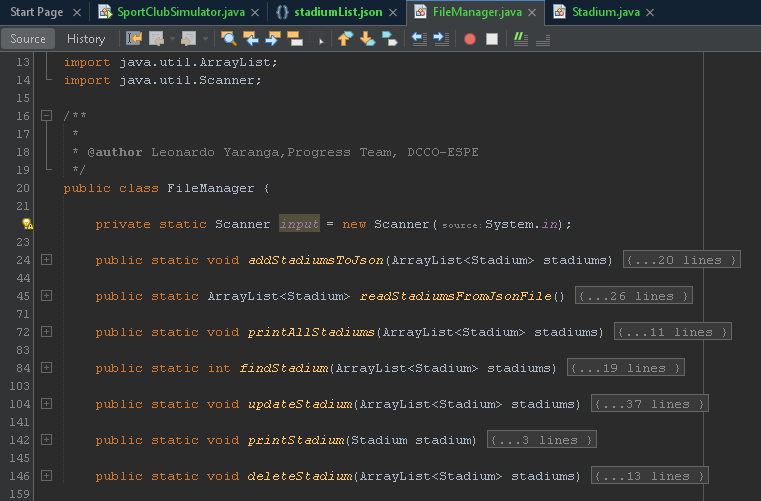 Start Page SportClubSimulator.java stadiumList.json FileManager.java Stadium.java
Source History
13 import java.util.ArrayList;
14 import java.util.Scanner;
15
16 /**
17 *
18 * @author Leonardo Yaranga,Progress Team, DCCO-ESPE
19 */
20 public class FileManager {
21
private static Scanner input = new Scanner( source: System.in);
23
24 public static void addStadiumsToJson(ArrayList<Stadium> stadiums) {...20 lines }
44
45 public static ArrayList<Stadium> readStadiumsFromJsonFile() {...26 lines }
71
72 public static void printAllStadiums(ArrayList<Stadium> stadiums) {...11 lines }
83
84 public static int findStadium(ArrayList<Stadium> stadiums) {...19 lines }
103
104 public static void updateStadium(ArrayList<Stadium> stadiums) {...37 lines }
141
142 public static void printStadium(Stadium stadium) {...3 lines }
145
146 public static void deleteStadium(ArrayList<Stadium> stadiums) {...13 lines }
159